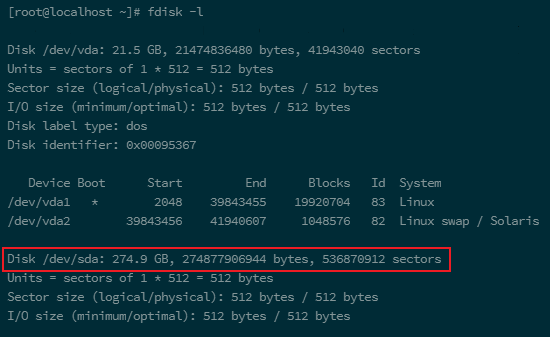 [root@localhost ~]# fdisk -l
Disk /dev/vda: 21.5 GB, 21474836480 bytes, 41943040 sectors
Units = sectors of 1 * 512 = 512 bytes
Sector size (logical/physical): 512 bytes / 512 bytes
I/O size (minimum/optimal): 512 bytes / 512 bytes
Disk label type: dos
Disk identifier: 0x00095367
Device Boot Start End Blocks Id System
/dev/vda1 * 2048 39843455 19920704 83 Linux
/dev/vda2 39843456 41940607 1048576 82 Linux swap / Solaris
Disk /dev/sda: 274.9 GB, 274877906944 bytes, 536870912 sectors
Units = sectors of 1 * 512 = 512 bytes
Sector size (logical/physical): 512 bytes / 512 bytes
I/O size (minimum/optimal): 512 bytes / 512 bytes